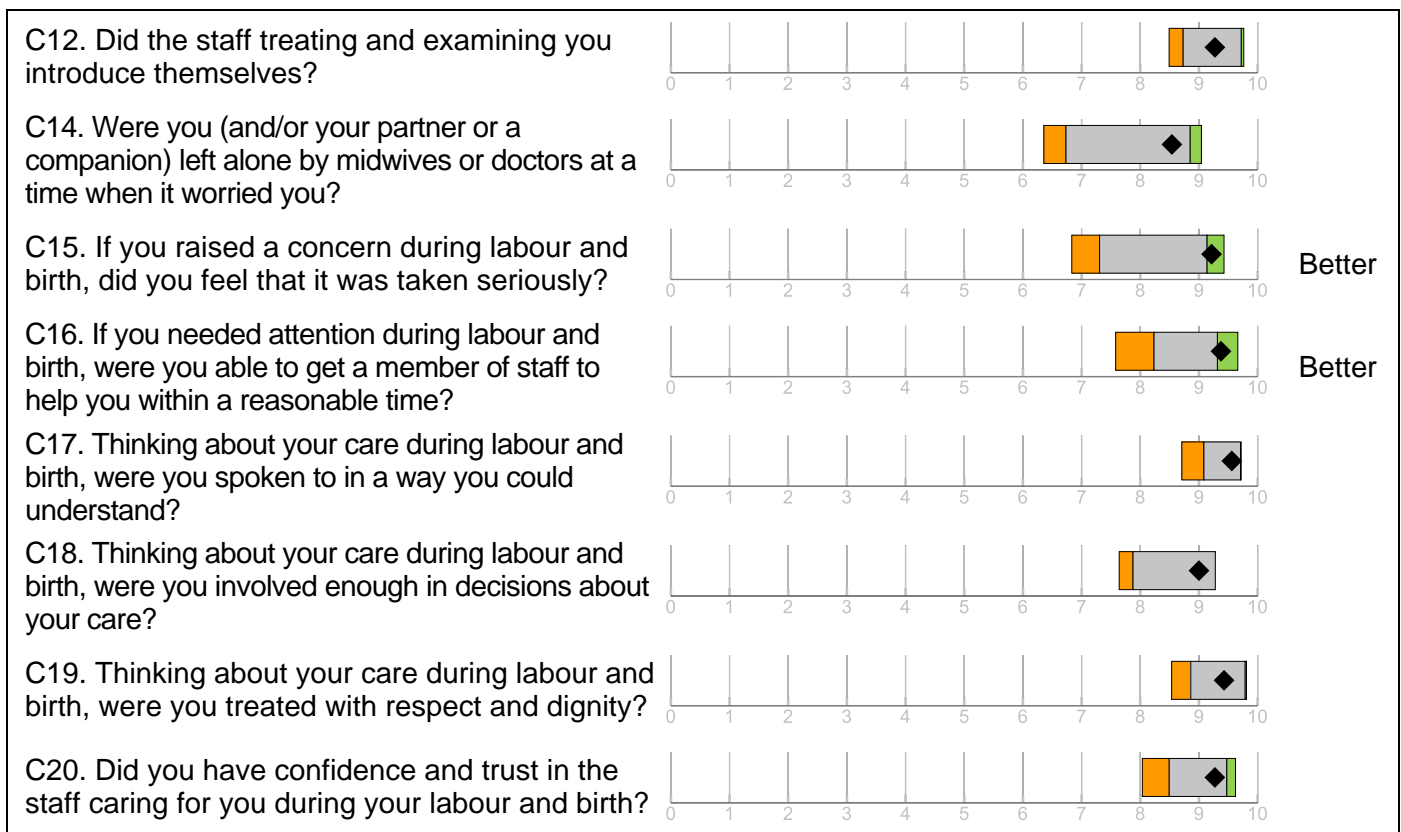 C12. Did the staff treating and examining you
introduce themselves?
0 1 2 3 4 5 6 7 8 9 10
C14. Were you (and/or your partner or a
companion) left alone by midwives or doctors at a
time when it worried you?
0 1 2 3 4 5 6 7 8 9 10
C15. If you raised a concern during labour and
birth, did you feel that it was taken seriously?
0 1 2 3 4 5 6 7 8 9 10
Better
C16. If you needed attention during labour and
birth, were you able to get a member of staff to
help you within a reasonable time?
0 1 2 3 4 5 6 7 8 9 10
Better
C17. Thinking about your care during labour and
birth, were you spoken to in a way you could
understand?
0 1 2 3 4 5 6 7 8 9 10
C18. Thinking about your care during labour and
birth, were you involved enough in decisions about
your care?
0 1 2 3 4 5 6 7 8 9 10
C19. Thinking about your care during labour and
birth, were you treated with respect and dignity?
0 1 2 3 4 5 6 7 8 9 10
C20. Did you have confidence and trust in the
staff caring for you during your labour and birth?
0 1 2 3 4 5 6 7 8 9 10